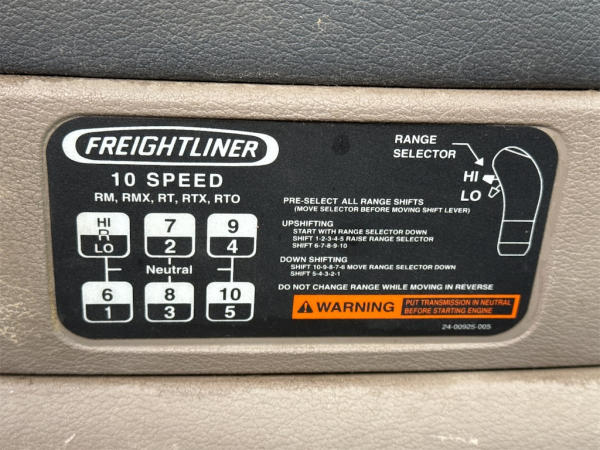 FREIGHTLINER
10 SPEED
RM, RMX, RT, RTX, RTO
HI
R
LO
7
2
9
4
Neutral
6
1
8
3
10
5
RANGE
SELECTOR
HI
LO
PRE-SELECT ALL RANGE SHIFTS
(MOVE SELECTOR BEFORE MOVING SHIFT LEVER)
UPSHIFTING
START WITH RANGE SELECTOR DOWN
SHIFT 1-2-3-4-5 RAISE RANGE SELECTOR
SHIFT 6-7-8-9-10
DOWN SHIFTING
SHIFT 10-9-8-7-6 MOVE RANGE SELECTOR DOWN
SHIFT 5-4-3-2-1
DO NOT CHANGE RANGE WHILE MOVING IN REVERSE
WARNING
PUT TRANSMISSION IN NEUTRAL
BEFORE STARTING ENGINE
24-00925-005